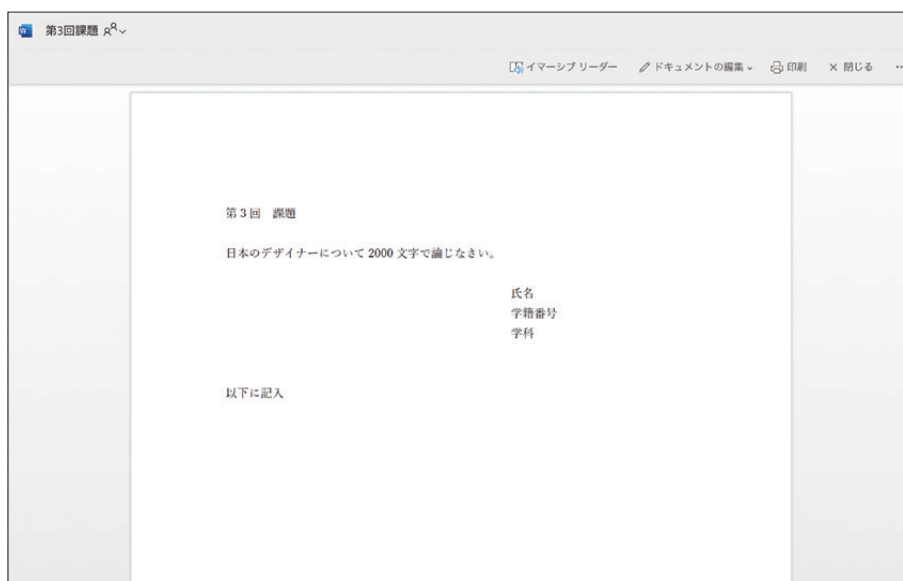 第3回課題
イマーシブ リーダー ドキュメントの編集 印刷 × 閉じる …
第3回 課題
日本のデザイナーについて 2000 文字で論じなさい。
氏名
学籍番号
学科
以下に記入